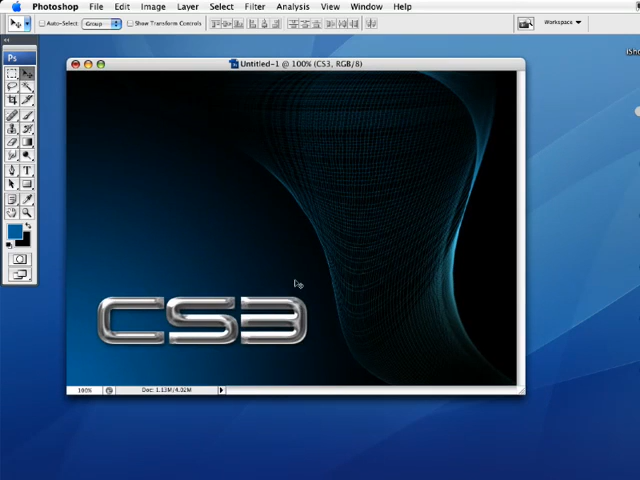 Photoshop File Edit Image Layer Select Filter Analysis View Window Help
Auto-Select: Group Show Transform Controls Workspace
Ps
Untitled-1 @ 100% (CS3, RGB/8)
T
CS3
100% Doc: 1.13M/4.02M